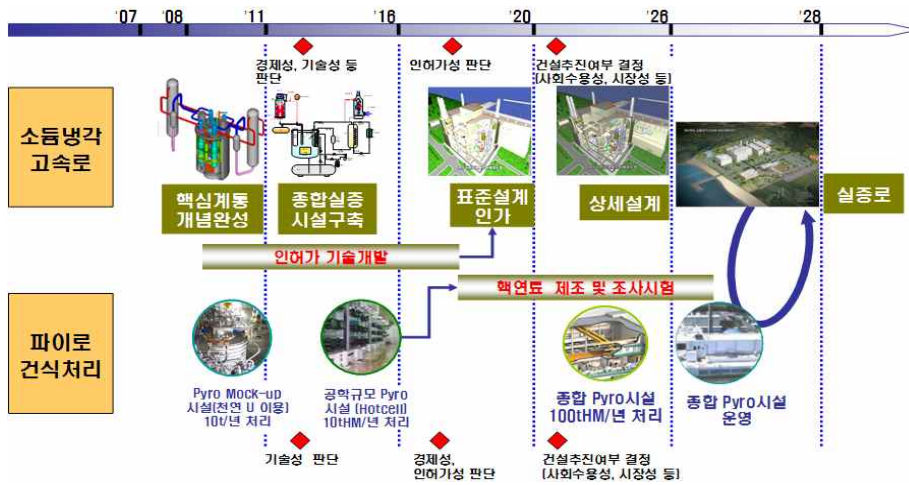 '07 '08 '11 '16 '20 '26 '28
경제성, 기술성 등
판단
인허가성 판단
건설추진여부 결정
(사회수용성, 시장성 등)
소듐냉각
고속로
핵심계통
개념완성
종합실증
시설구축
표준설계
인가
상세설계
실증로
인허가 기술개발
핵연료 제조 및 조사시험
파이로
건식처리
Pyro Mock-up
시설(천연 U 이용)
10t/년 처리
공학규모 Pyro
시설 (Hotcell)
10tHM/년 처리
종합 Pyro시설
100tHM/년 처리
종합 Pyro시설
운영
기술성 판단
경제성,
인허가성 판단
건설추진여부 결정
(사회수용성, 시장성 등)